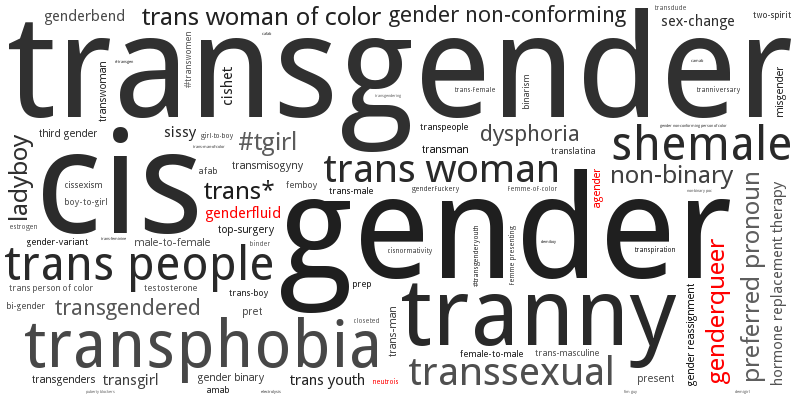 genderbend
trans woman of color
gender non-conforming
transdude
sex-change
two-spirit
transgender
transwoman
#transwomen
cishet
trans-female
binarism
tranniversary
misgender
third gender
sissy
girl-to-boy
#tgirl
transpeople
dysphoria
gender non conforming person of color
shemale
ladyboy
cis
transman
translatina
afab
transmisogyny
trans woman
non-binary
cissexism
boy-to-girl
trans*
femboy
trans-male
genderfuckery
Femme-of-color
agender
genderfluid
top-surgery
gender
estrogen
gender-variant
male-to-female
binder
cisnormativity
#transgenderyouth
Femme presenting
transpiration
genderqueer
preferred pronoun
hormone replacement therapy
trans people
trans person of color
testosterone
trans-boy
prep
tranny
gender reassignment
bi-gender
transgendered
pret
closeted
trans-man
transphobia
female-to-male
trans-masculine
transgenders
transgirl
gender binary
amab
trans youth
neutrois
transsexual
present
puberty blockers
electrolysis